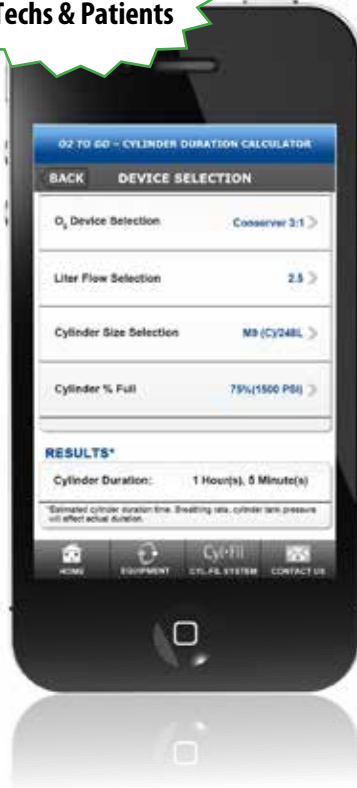 Techs & Patients
O2 TO GO – CYLINDER DURATION CALCULATOR
BACK
DEVICE SELECTION
O₂ Device Selection
Conserver 3:1
Liter Flow Selection
2.5
Cylinder Size Selection
M9 (C)/248L
Cylinder % Full
75%(1500 PSI)
RESULTS*
Cylinder Duration:
1 Hour(s), 5 Minute(s)
*Estimated cylinder duration time. Breathing rate, cylinder tank pressure
will effect actual duration.
HOME
EQUIPMENT
Cyl-Fil
CYL-FIL SYSTEM
CONTACT US